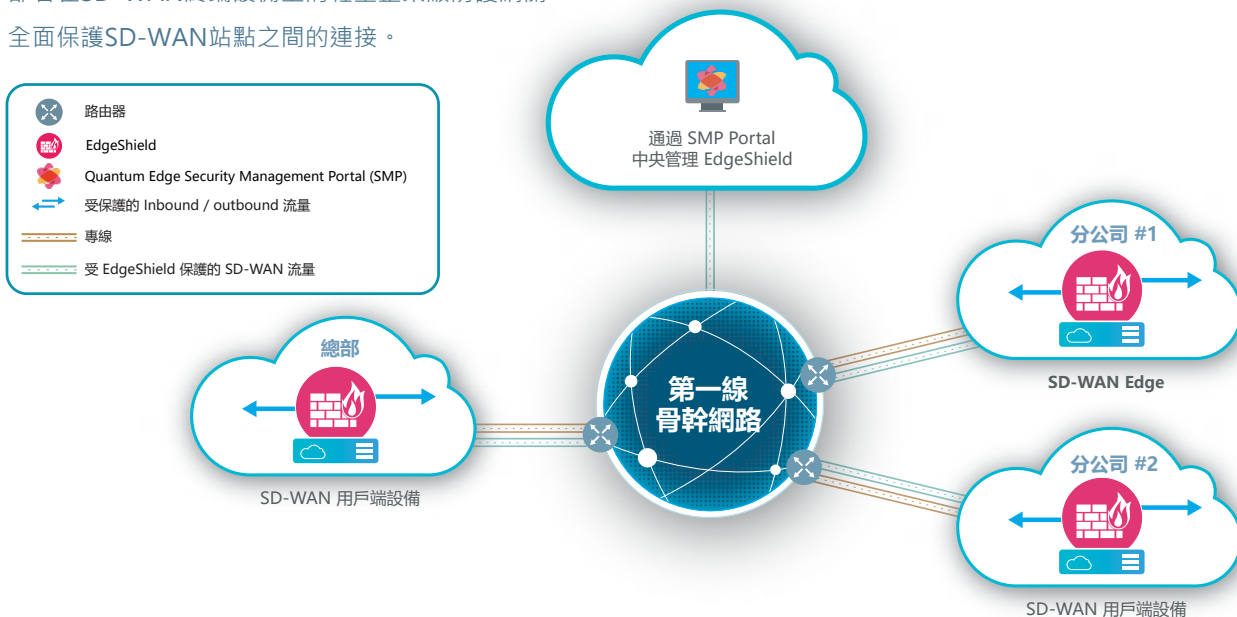 全面保護SD-WAN站點之間的連接。
路由器
EdgeShield
Quantum Edge Security Management Portal (SMP)
受保護的 Inbound / outbound 流量
專線
受 EdgeShield 保護的 SD-WAN 流量
通過 SMP Portal
中央管理 EdgeShield
分公司 #1
SD-WAN Edge
總部
SD-WAN 用戶端設備
第一線
骨幹網路
分公司 #2
SD-WAN 用戶端設備